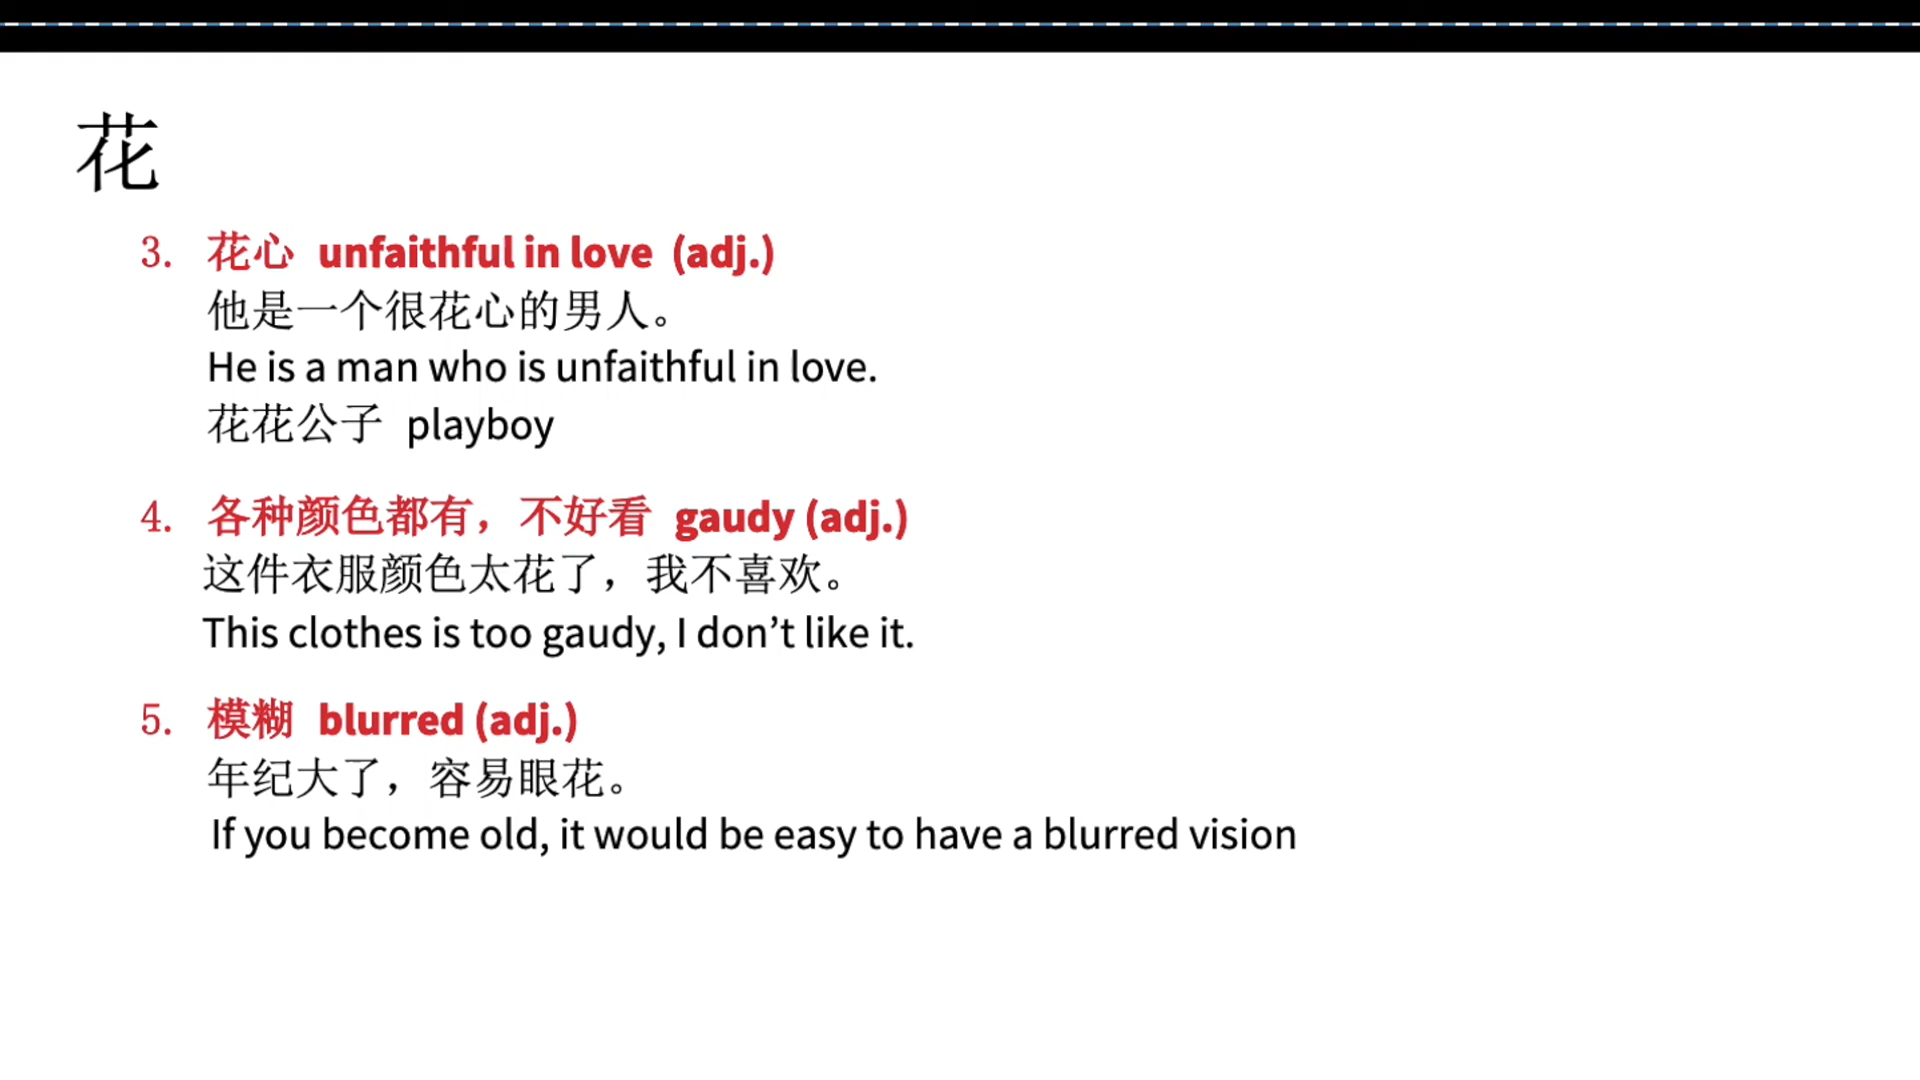 花
3. 花心 unfaithful in love (adj.)
他是一个很花心的男人。
He is a man who is unfaithful in love.
花花公子 playboy
4. 各种颜色都有，不好看 gaudy (adj.)
这件衣服颜色太花了，我不喜欢。
This clothes is too gaudy, I don’t like it.
5. 模糊 blurred (adj.)
年纪大了，容易眼花。
If you become old, it would be easy to have a blurred vision